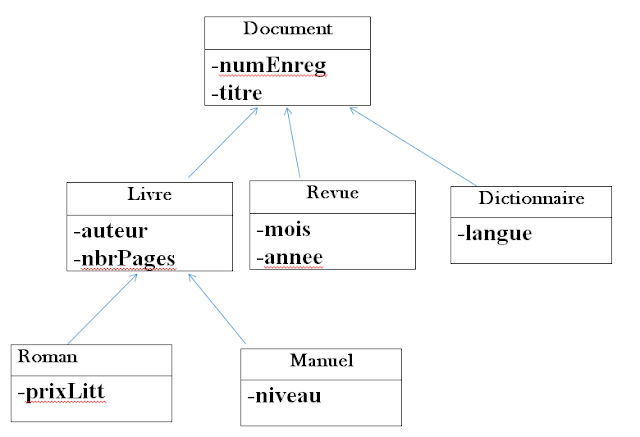 Document
-numEnreg
-titre
Livre
-auteur
-nbrPages
Revue
-mois
-annee
Dictionnaire
-langue
Roman
-prixLitt
Manuel
-niveau